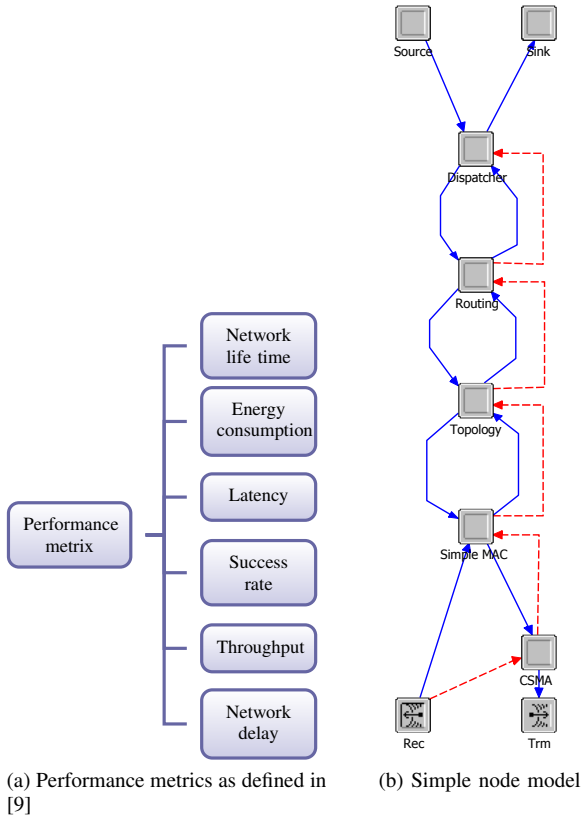 Network
life time
Energy
consumption
Latency
Performance
metrix
Success
rate
Throughput
Network
delay
(a) Performance metrics as defined in
[9]
Source
Sink
Dispatcher
Routing
Topology
Simple MAC
CSMA
Rec
Trm
(b) Simple node model